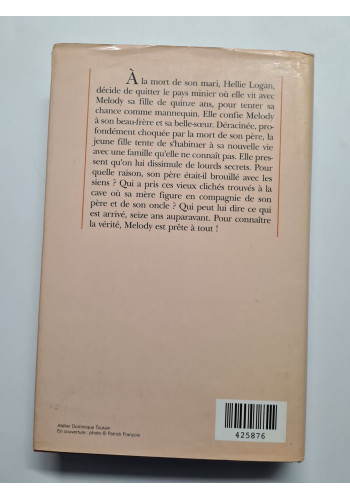 À la mort de son mari, Hellie Logan,
décide de quitter le pays minier où elle vit avec
Melody sa fille de quinze ans, pour tenter sa
chance comme mannequin. Elle confie Melody
à son beau-frère et sa belle-sœur. Déracinée, pro-
fondément choquée par la mort de son père, la
jeune fille tente de s'habituer à sa nouvelle vie
avec une famille qu'elle ne connaît pas. Elle pres-
sent qu'on lui dissimule de lourds secrets. Pour
quelle raison, son père était-il brouillé avec les
siens ? Qui a pris ces vieux clichés trouvés à la
cave où sa mère figure en compagnie de son
père et de son oncle ? Qui peut lui dire ce qui
est arrivé, seize ans auparavant. Pour connaître
la vérité, Melody est prête à tout !
Atelier Dominique Toutain
En couverture : photo © Patrick François
425876